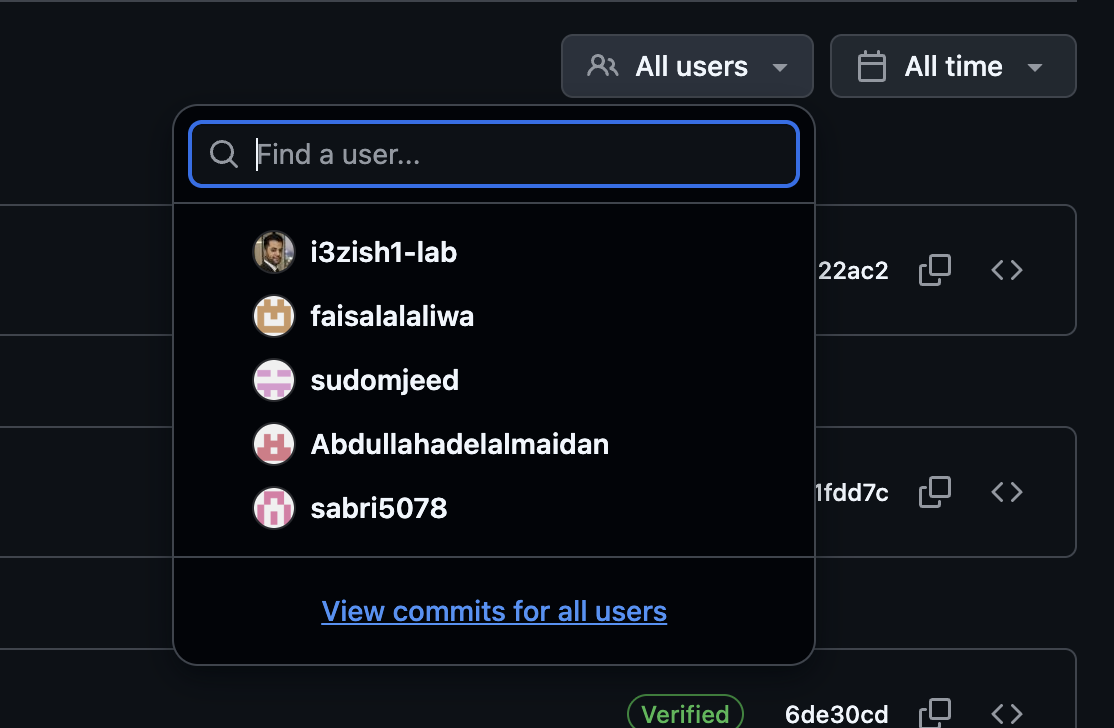 All users
All time
Find a user...
i3zish1-lab
22ac2
faisalalaliwa
sudomjeed
Abdullahadelalmaidan
1fdd7c
sabri5078
View commits for all users
Verified
6de30cd